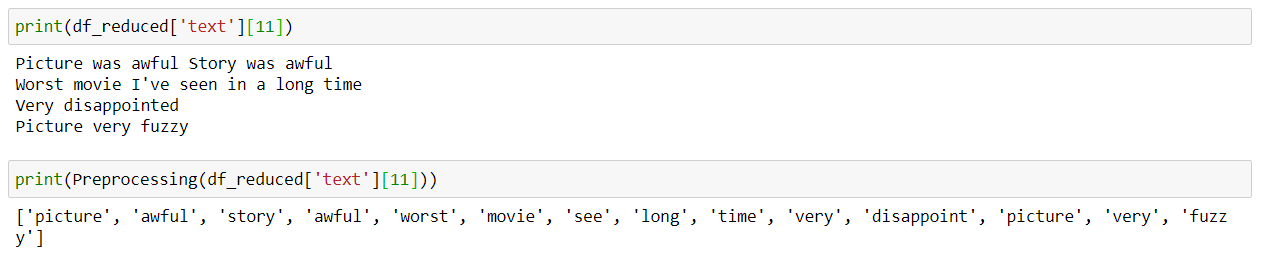 print(df_reduced['text'][11])
Picture was awful Story was awful
Worst movie I've seen in a long time
Very disappointed
Picture very fuzzy
print(Preprocessing(df_reduced['text'][11]))
['picture', 'awful', 'story', 'awful', 'worst', 'movie', 'see', 'long', 'time', 'very', 'disappoint', 'picture', 'very', 'fuzz
y']